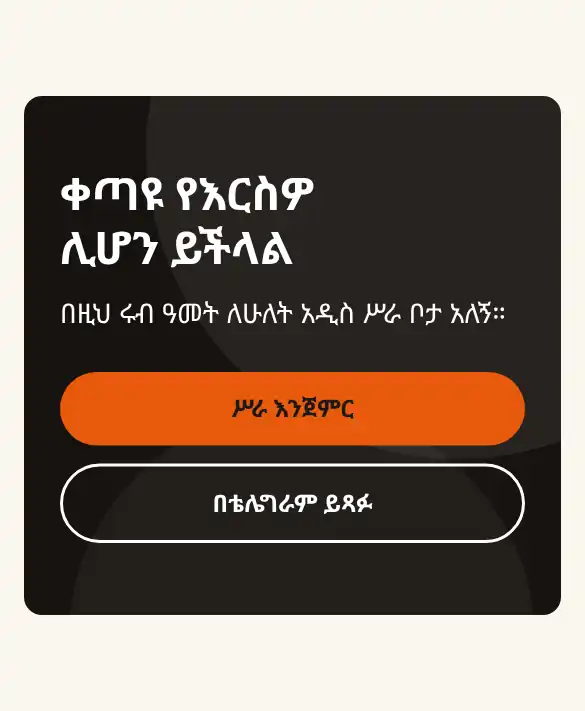 ቀጣዩ የእርስዎ
ሊሆን ይችላል
በዚህ ሩብ ዓመት ለሁለት አዲስ ሥራ ቦታ አለኝ።
ሥራ እንጀምር
በቴሌግራም ይጻፉ